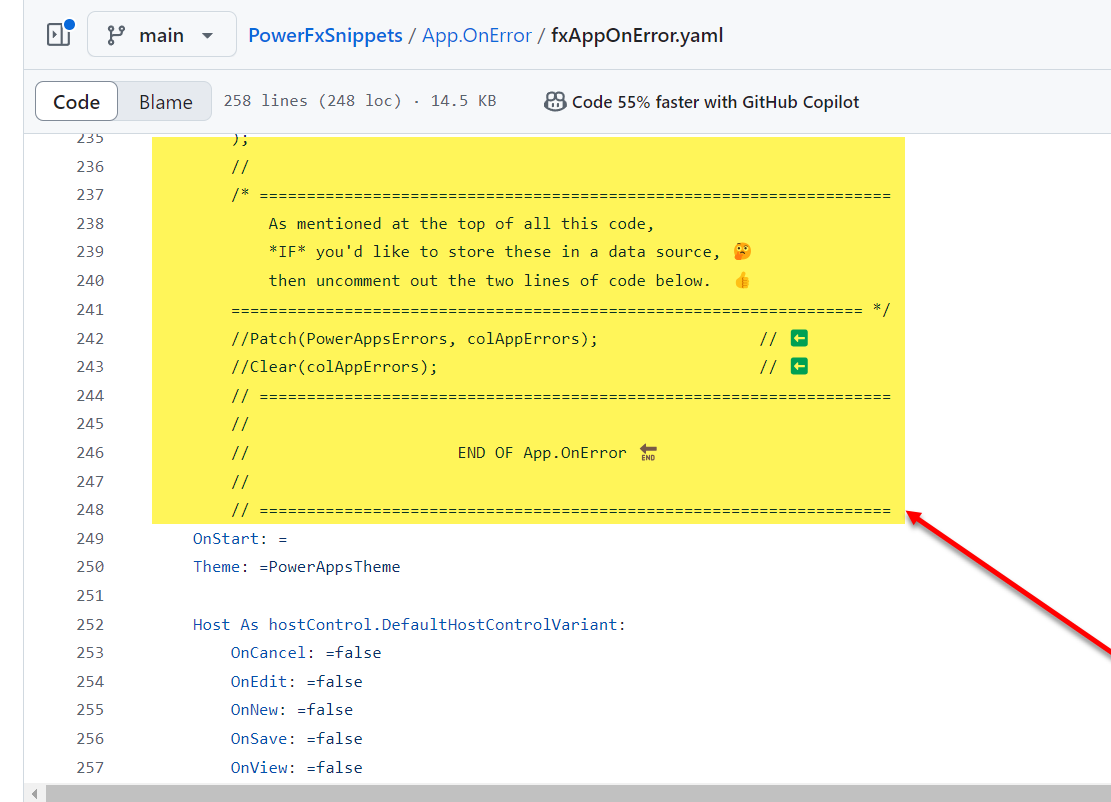 main
PowerFxSnippets / App.OnError / fxAppOnError.yaml
Code Blame 258 lines (248 loc) · 14.5 KB Code 55% faster with GitHub Copilot
235 );
236 //
237 /* ===================================================================
238 As mentioned at the top of all this code,
239 *IF* you'd like to store these in a data source, 🤔
240 then uncomment out the two lines of code below. 👍
241 =================================================================== */
242 //Patch(PowerAppsErrors, colAppErrors); // ⬅
243 //Clear(colAppErrors); // ⬅
244 // ===================================================================
245 //
246 // END OF App.OnError 🔚
247 //
248 // ===================================================================
249 OnStart: =
250 Theme: =PowerAppsTheme
251
252 Host As hostControl.DefaultHostControlVariant:
253 OnCancel: =false
254 OnEdit: =false
255 OnNew: =false
256 OnSave: =false
257 OnView: =false